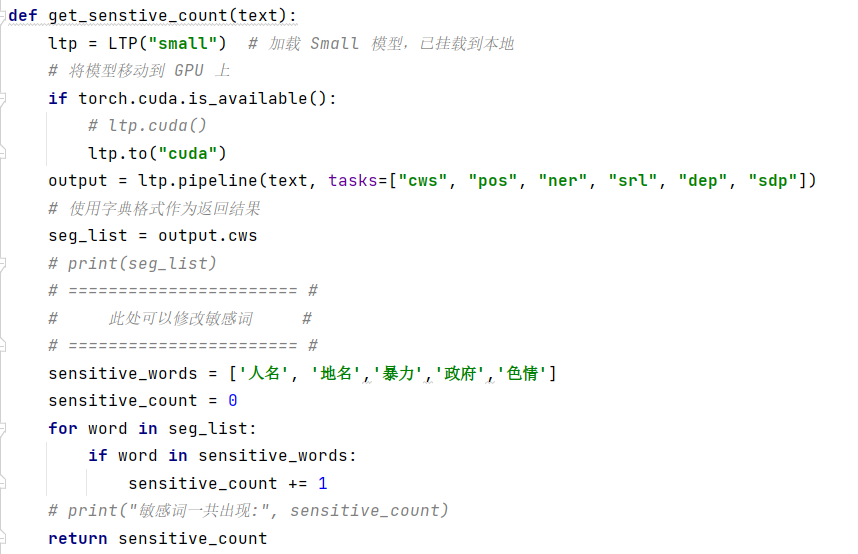 def get_senstive_count(text):
    ltp = LTP("small")  # 加载 Small 模型，已挂载到本地
    # 将模型移动到 GPU 上
    if torch.cuda.is_available():
        # ltp.cuda()
        ltp.to("cuda")
    output = ltp.pipeline(text, tasks=["cws", "pos", "ner", "srl", "dep", "sdp"])
    # 使用字典格式作为返回结果
    seg_list = output.cws
    # print(seg_list)
    # ======================= #
    #     此处可以修改敏感词     #
    # ======================= #
    sensitive_words = ['人名', '地名','暴力','政府','色情']
    sensitive_count = 0
    for word in seg_list:
        if word in sensitive_words:
            sensitive_count += 1
    # print("敏感词一共出现:", sensitive_count)
    return sensitive_count